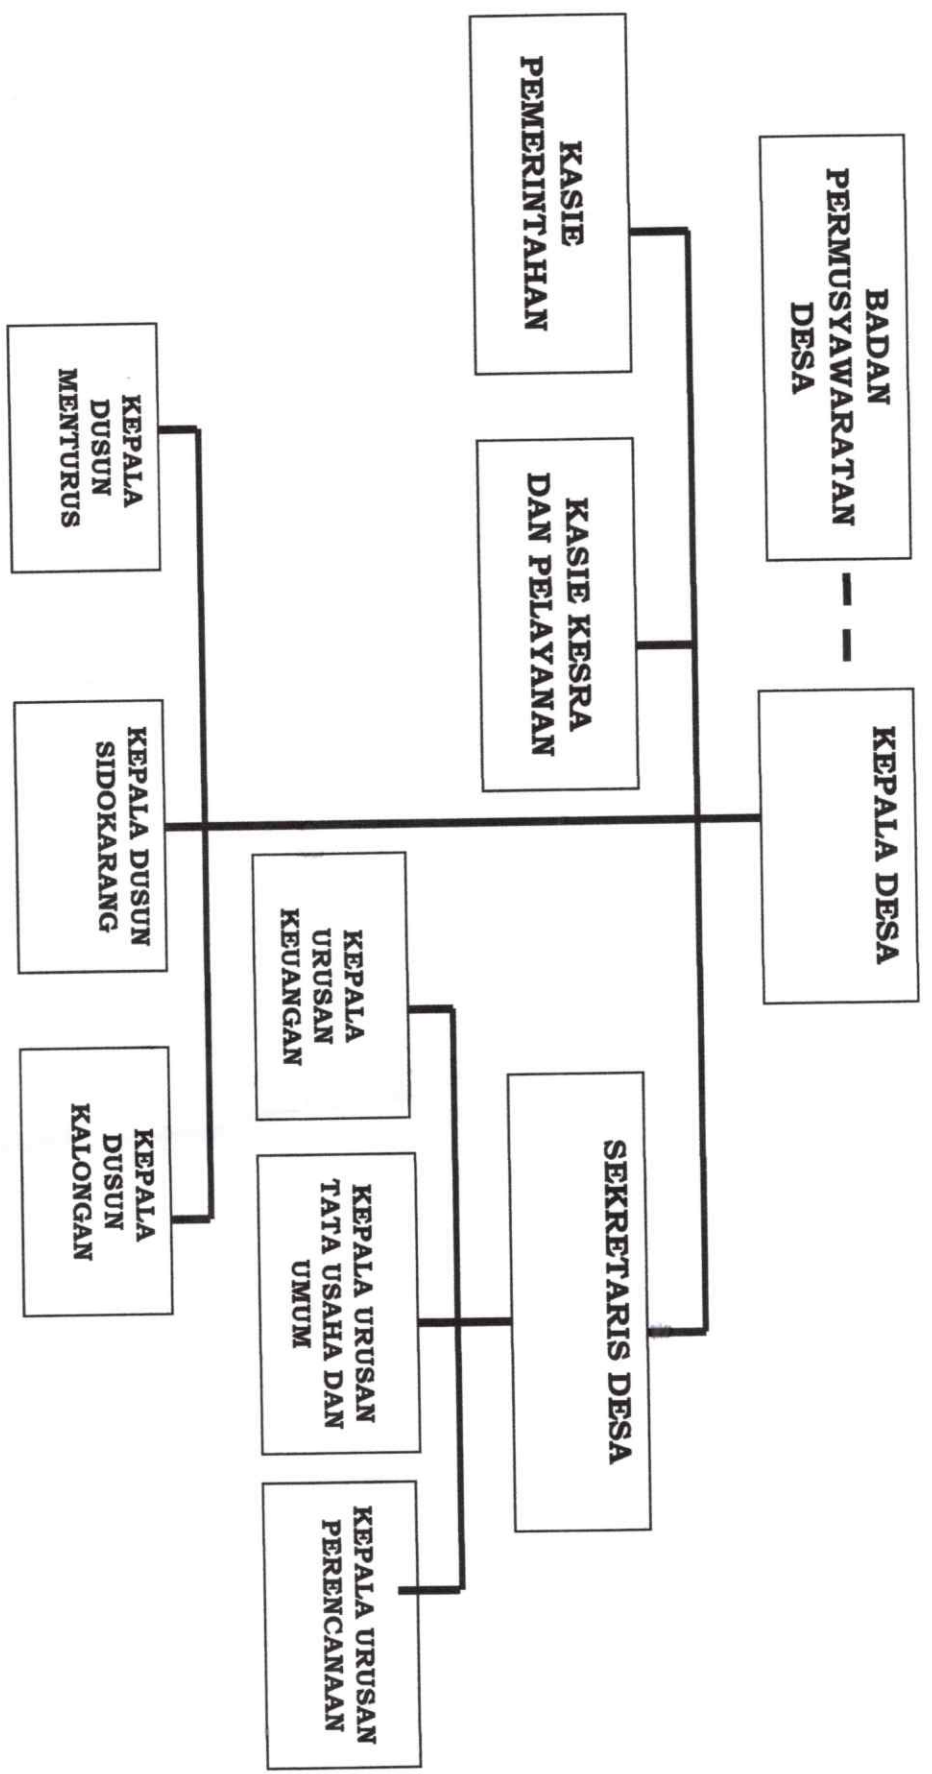 BADAN
PERMUSYAWARATAN
DESA
KEPALA DESA
KASIE
PEMERINTAHAN
KASIE KESRA
DAN PELAYANAN
SEKRETARIS DESA
KEPALA
URUSAN
KEUANGAN
KEPALA URUSAN
TATA USAHA DAN
UMUM
KEPALA URUSAN
PERENCANAAN
KEPALA
DUSUN
MENTURUS
KEPALA DUSUN
SIDOKARANG
KEPALA
DUSUN
KALONGAN